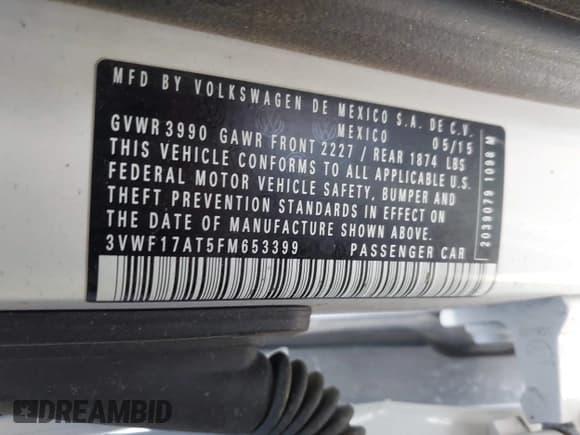 MFD BY VOLKSWAGEN DE MEXICO S.A. DE C.V.
MEXICO 05/15
GVWR 3990 GAWR FRONT 2227 / REAR 1874 LBS
THIS VEHICLE CONFORMS TO ALL APPLICABLE U.S.
FEDERAL MOTOR VEHICLE SAFETY, BUMPER AND
THEFT PREVENTION STANDARDS IN EFFECT ON
THE DATE OF MANUFACTURE SHOWN ABOVE.
3VWF17AT5FM653399 PASSENGER CAR
2039079 1098 M
DREAMBID